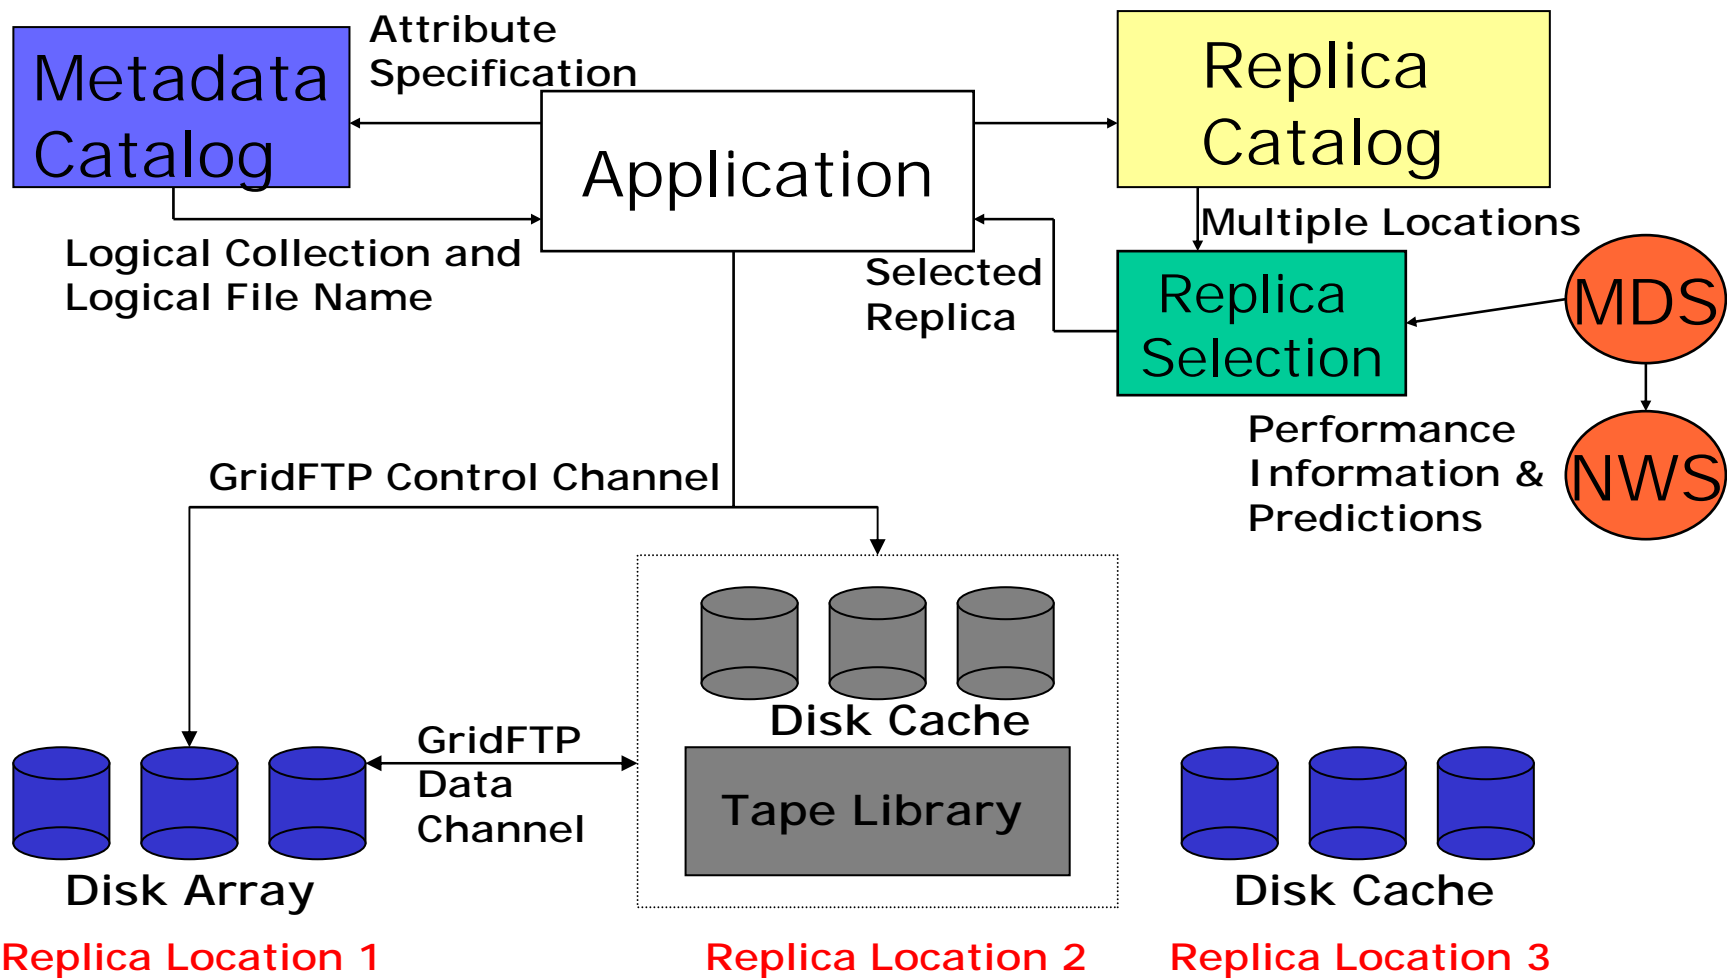 Metadata
Catalog
Attribute
Specification
Application
Replica
Catalog
Logical Collection and
Logical File Name
Multiple Locations
Selected
Replica
Replica
Selection
MDS
Performance
Information &
Predictions
NWS
GridFTP Control Channel
Disk Cache
Tape Library
GridFTP
Data
Channel
Disk Array
Disk Cache
Replica Location 1
Replica Location 2
Replica Location 3